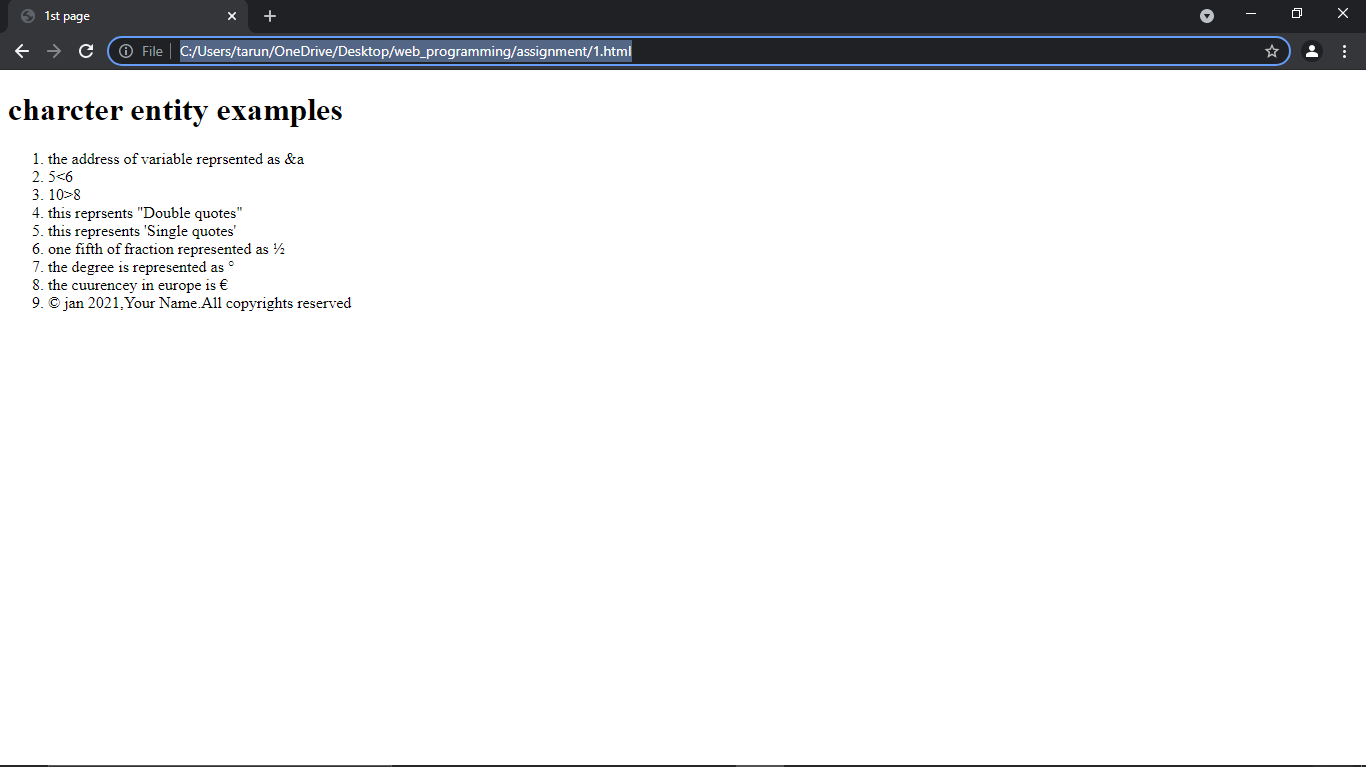 1st page
File C:/Users/tarun/OneDrive/Desktop/web_programming/assignment/1.html
charcter entity examples
1. the address of variable reprsented as &a
2. 5<6
3. 10>8
4. this reprsents "Double quotes"
5. this represents 'Single quotes'
6. one fifth of fraction represented as ½
7. the degree is represented as °
8. the cuurencey in europe is €
9. © jan 2021,Your Name.All copyrights reserved